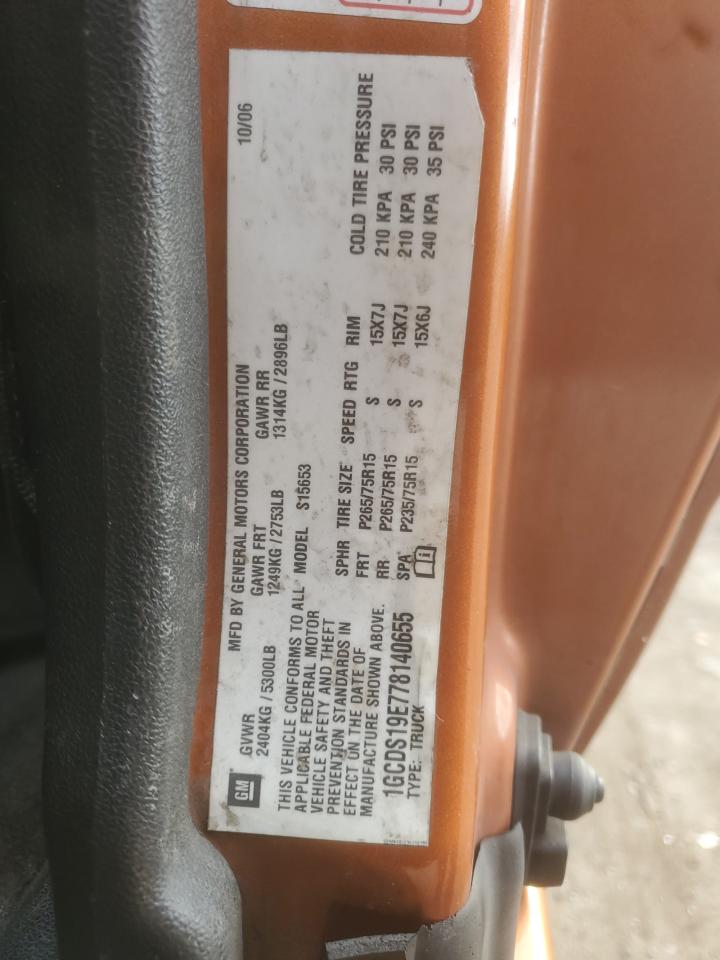 MFD BY GENERAL MOTORS CORPORATION 10/06
GVWR GAWR FRT GAWR RR
2404KG / 5300LB 1249KG / 2753LB 1314KG / 2896LB
GM
THIS VEHICLE CONFORMS TO ALL
APPLICABLE FEDERAL MOTOR
VEHICLE SAFETY AND THEFT
PREVENTION STANDARDS IN
EFFECT ON THE DATE OF
MANUFACTURE SHOWN ABOVE.
1GCDS19E778140655
TYPE: TRUCK
MODEL S15653
SPHR TIRE SIZE SPEED RTG RIM COLD TIRE PRESSURE
FRT P265/75R15 S 15X7J 210 KPA 30 PSI
RR P265/75R15 S 15X7J 210 KPA 30 PSI
SPA P235/75R15 S 15X6J 240 KPA 35 PSI